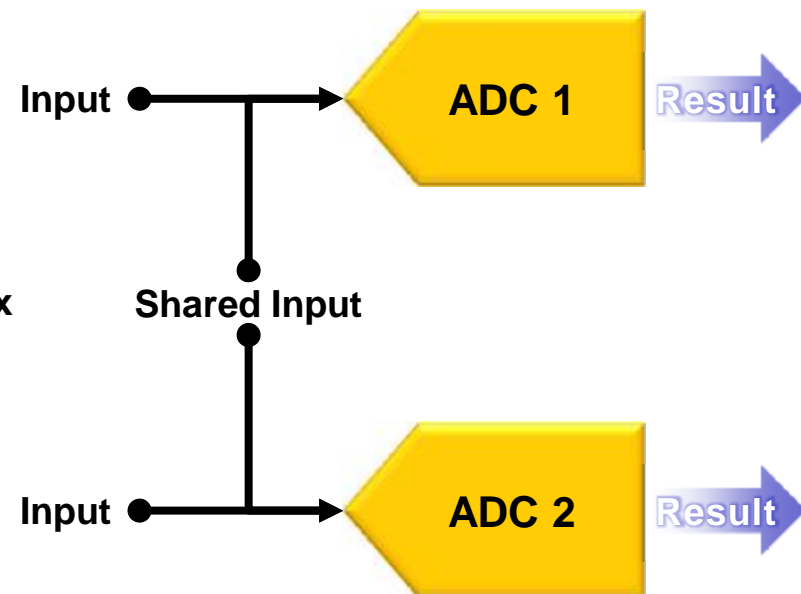 Input
ADC 1
Result
x
Shared Input
Input
ADC 2
Result